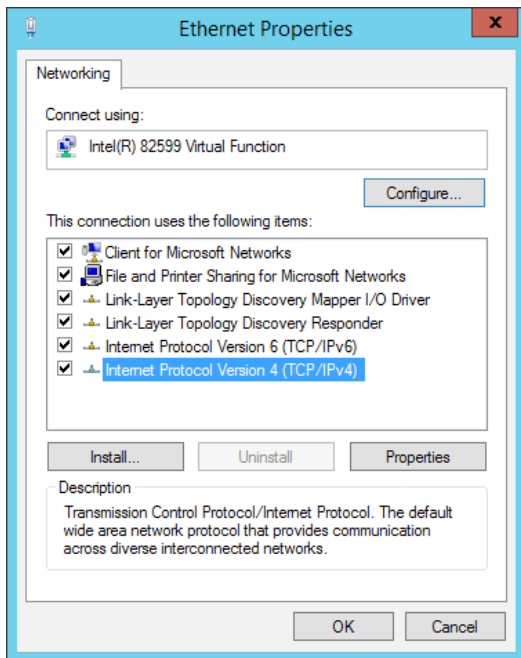 Ethernet Properties
x
Networking
Connect using:
Intel(R) 82599 Virtual Function
Configure...
This connection uses the following items:
Client for Microsoft Networks
File and Printer Sharing for Microsoft Networks
Link-Layer Topology Discovery Mapper I/O Driver
Link-Layer Topology Discovery Responder
Internet Protocol Version 6 (TCP/IPv6)
Internet Protocol Version 4 (TCP/IPv4)
Install... Uninstall Properties
Description
Transmission Control Protocol/Internet Protocol. The default
wide area network protocol that provides communication
across diverse interconnected networks.
OK Cancel